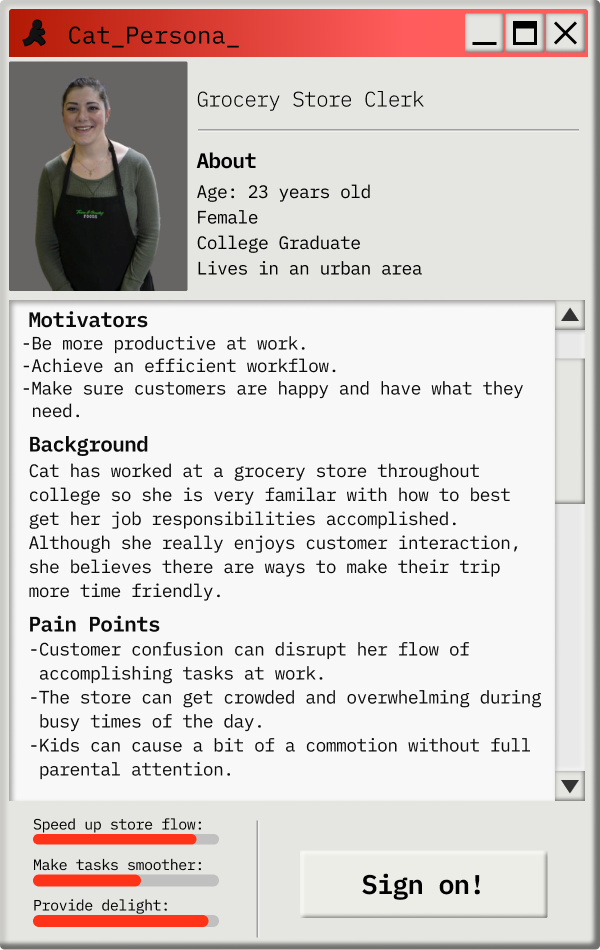 Cat_Persona_
Grocery Store Clerk
About
Age: 23 years old
Female
College Graduate
Lives in an urban area
Motivators
-Be more productive at work.
-Achieve an efficient workflow.
-Make sure customers are happy and have what they
need.
Background
Cat has worked at a grocery store throughout
college so she is very familar with how to best
get her job responsibilities accomplished.
Although she really enjoys customer interaction,
she believes there are ways to make their trip
more time friendly.
Pain Points
-Customer confusion can disrupt her flow of
accomplishing tasks at work.
-The store can get crowded and overwhelming during
busy times of the day.
-Kids can cause a bit of a commotion without full
parental attention.
Speed up store flow:
Make tasks smoother:
Provide delight:
Sign on!